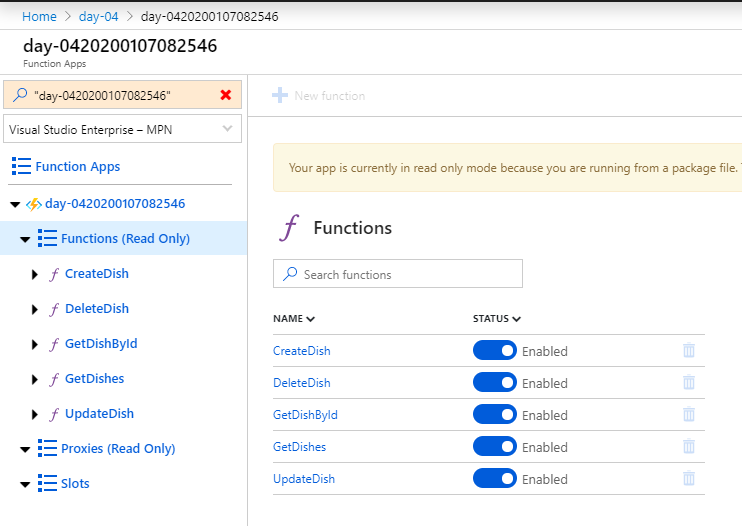 Home > day-04 > day-0420200107082546
day-0420200107082546
Function Apps
"day-0420200107082546"
Visual Studio Enterprise – MPN
Function Apps
day-0420200107082546
Functions (Read Only)
CreateDish
DeleteDish
GetDishById
GetDishes
UpdateDish
Proxies (Read Only)
Slots
New function
Your app is currently in read only mode because you are running from a package file.
Functions
Search functions
NAME STATUS
CreateDish Enabled
DeleteDish Enabled
GetDishById Enabled
GetDishes Enabled
UpdateDish Enabled